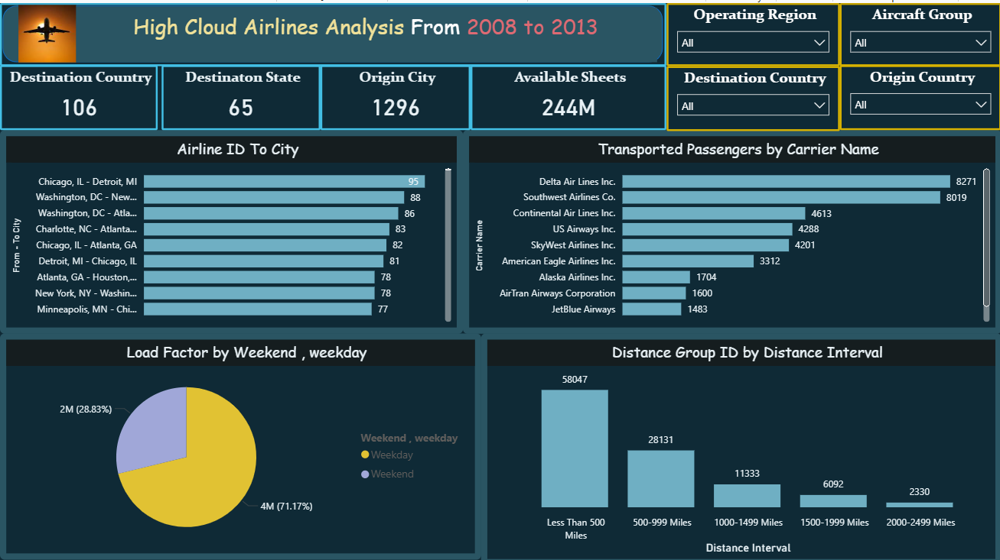 High Cloud Airlines Analysis From 2008 to 2013
Operating Region
All
Aircraft Group
All
Destination Country
106
Destinaton State
65
Origin City
1296
Available Sheets
244M
Destination Country
All
Origin Country
All
Airline ID To City
From - To City
Chicago, IL - Detroit, MI 95
Washington, DC - New... 88
Washington, DC - Atla... 86
Charlotte, NC - Atlanta... 83
Chicago, IL - Atlanta, GA 82
Detroit, MI - Chicago, IL 81
Atlanta, GA - Houston,... 78
New York, NY - Washin... 78
Minneapolis, MN - Chi... 77
Transported Passengers by Carrier Name
Carrier Name
Delta Air Lines Inc. 8271
Southwest Airlines Co. 8019
Continental Air Lines Inc. 4613
US Airways Inc. 4288
SkyWest Airlines Inc. 4201
American Eagle Airlines Inc. 3312
Alaska Airlines Inc. 1704
AirTran Airways Corporation 1600
JetBlue Airways 1483
Load Factor by Weekend , weekday
2M (28.83%)
4M (71.17%)
Weekend , weekday
Weekday
Weekend
Distance Group ID by Distance Interval
58047
28131
11333
6092
2330
Less Than 500 Miles
500-999 Miles
1000-1499 Miles
1500-1999 Miles
2000-2499 Miles
Distance Interval